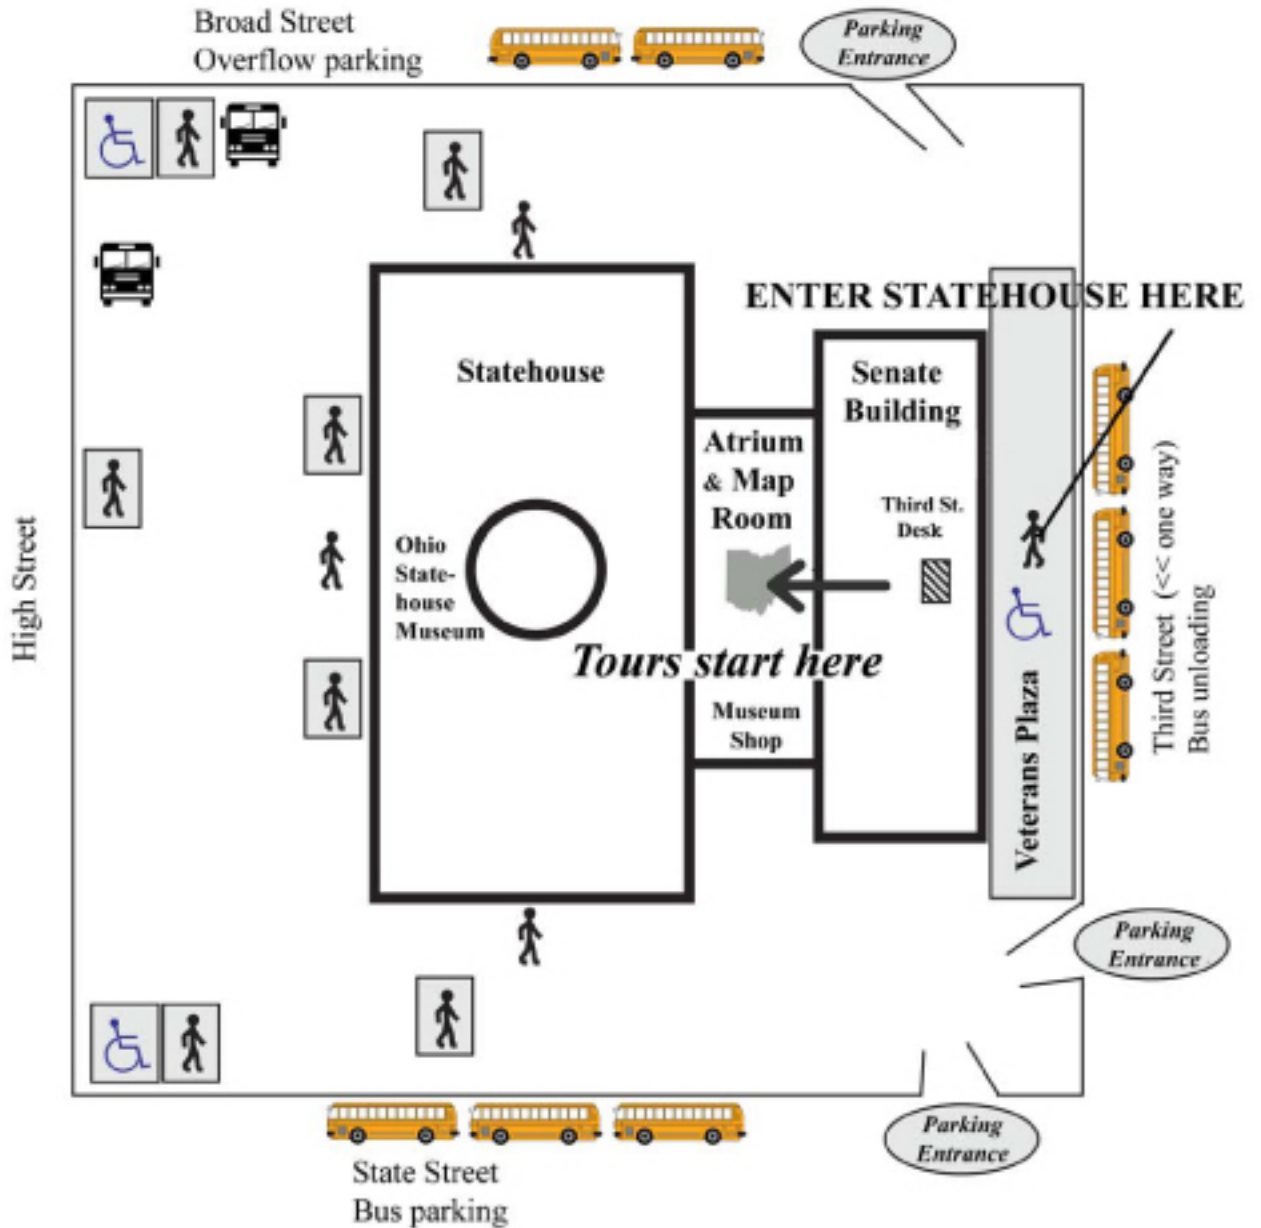 Broad Street
Overflow parking
Parking
Entrance
ENTER STATEHOUSE HERE
Statehouse
Senate
Building
Atrium
& Map
Room
Third St.
Desk
Ohio
State-
house
Museum
Tours start here
Museum
Shop
Veterans Plaza
High Street
Third Street (<< one way)
Bus unloading
Parking
Entrance
Parking
Entrance
State Street
Bus parking